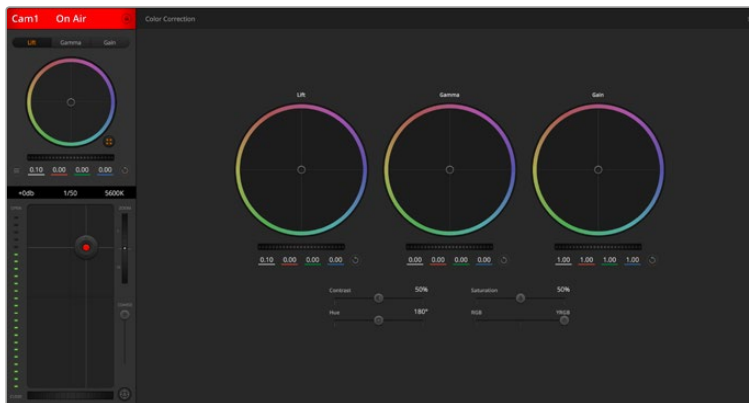 Cam1 On Air
Color Correction
Lift Gamma Gain
0.10 0.00 0.00 0.00
+0db 1/50 5600K
Lift Gamma Gain
0.10 0.00 0.00 0.00
0.00 0.00 0.00 0.00
1.00 1.00 1.00 1.00
Contrast 50%
Saturation 50%
Hue 180°
RGB YRGB